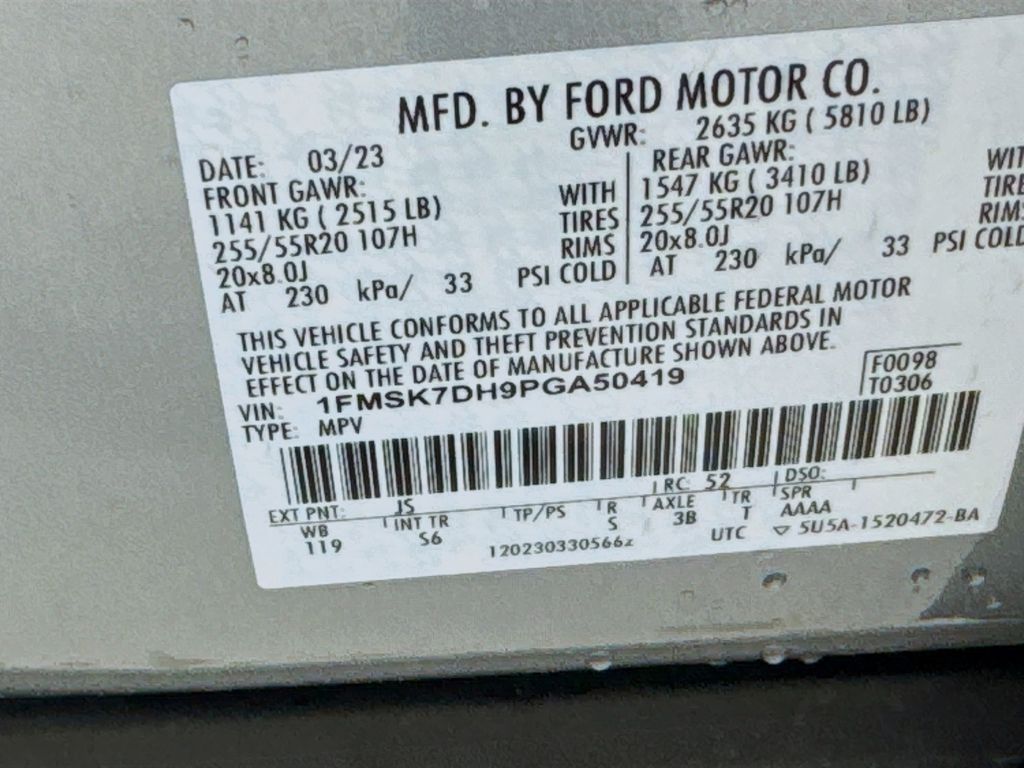 MFD. BY FORD MOTOR CO.
DATE: 03/23 GVWR: 2635 KG ( 5810 LB)
FRONT GAWR: REAR GAWR:
1141 KG ( 2515 LB) WITH 1547 KG ( 3410 LB) WIT
255/55R20 107H TIRES 255/55R20 107H TIRE
20x8.0J RIMS 20x8.0J RIMS
AT 230 kPa/ 33 PSI COLD AT 230 kPa/ 33 PSI COLD
THIS VEHICLE CONFORMS TO ALL APPLICABLE FEDERAL MOTOR
VEHICLE SAFETY AND THEFT PREVENTION STANDARDS IN
EFFECT ON THE DATE OF MANUFACTURE SHOWN ABOVE.
VIN: 1FMSK7DH9PGA50419 F0098
TYPE: MPV T0306
EXT PNT: JS RC: 52 DSO:
WB INT TR TP/PS R AXLE TR SPR
119 S6 S 3B T AAAA
120230330566z UTC ▽ 5U5A-1520472-BA